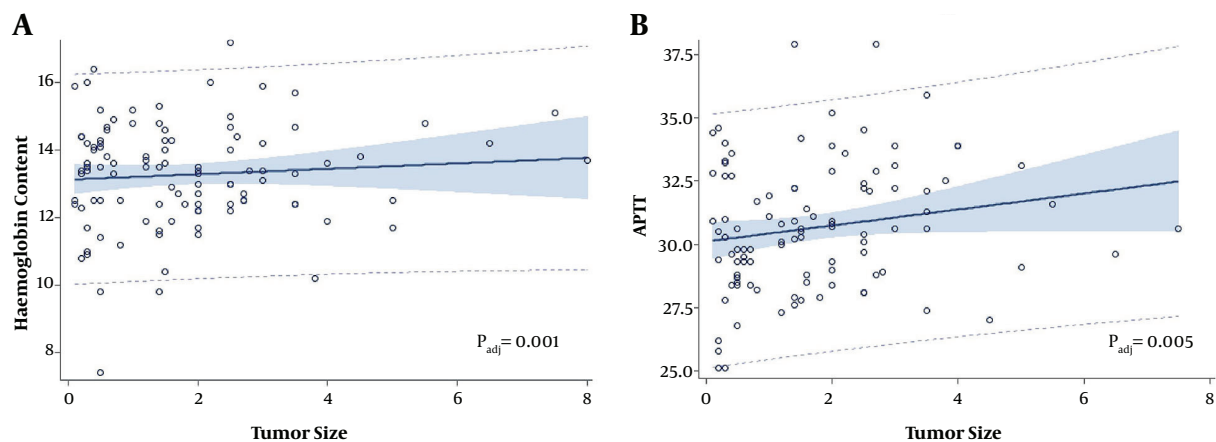 A
B
Haemoglobin Content
16
14
12
10
8
0 2 4 6 8
Tumor Size
P adj = 0.001
APTT
37.5
35.0
32.5
30.0
27.5
25.0
0 2 4 6 8
Tumor Size
P adj = 0.005